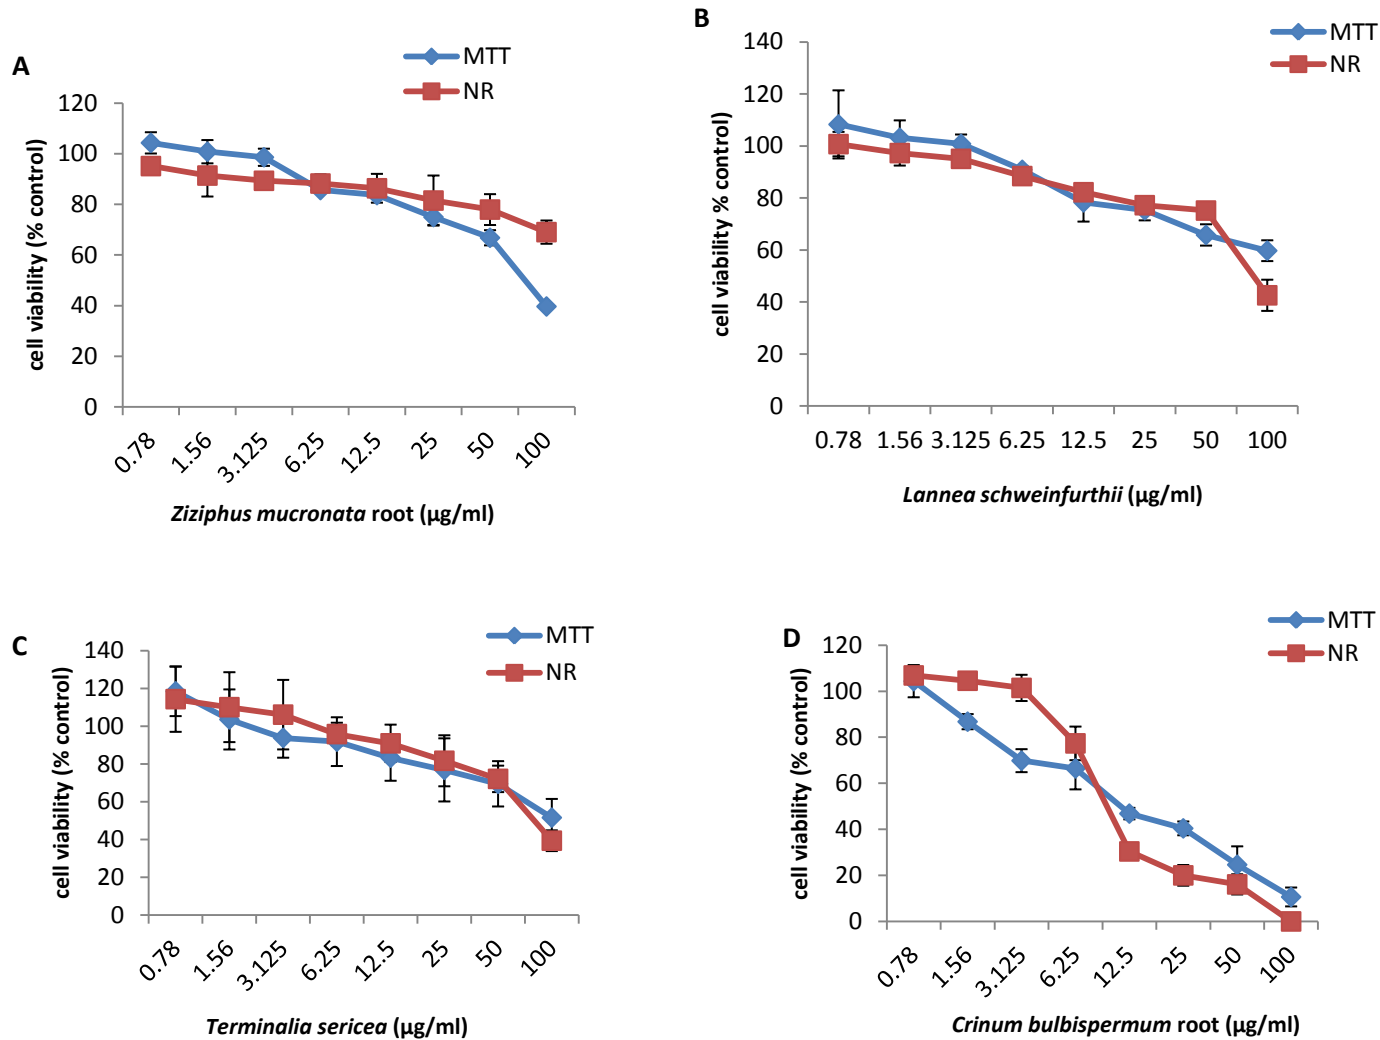 A
MTT
NR
cell viability (% control)
120
100
80
60
40
20
0
0.78 1.56 3.125 6.25 12.5 25 50 100
Ziziphus mucronata root (µg/ml)
B
MTT
NR
cell viability % control)
140
120
100
80
60
40
20
0
0.78 1.56 3.125 6.25 12.5 25 50 100
Lannea schweinfurthii (µg/ml)
C
MTT
NR
cell viability (% control)
140
120
100
80
60
40
20
0
0.78 1.56 3.125 6.25 12.5 25 50 100
Terminalia sericea (µg/ml)
D
MTT
NR
cell viability (% control)
120
100
80
60
40
20
0
0.78 1.56 3.125 6.25 12.5 25 50 100
Crinum bulbispermum root (µg/ml)